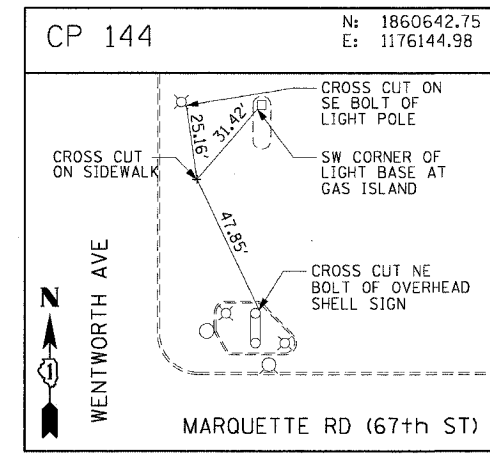 CP 144
N: 1860642.75
E: 1176144.98
CROSS CUT ON
SE BOLT OF
LIGHT POLE
25.16'
31.42'
CROSS CUT
ON SIDEWALK
SW CORNER OF
LIGHT BASE AT
GAS ISLAND
47.85'
CROSS CUT NE
BOLT OF OVERHEAD
SHELL SIGN
WENTWORTH AVE
N
1
MARQUETTE RD (67th ST)